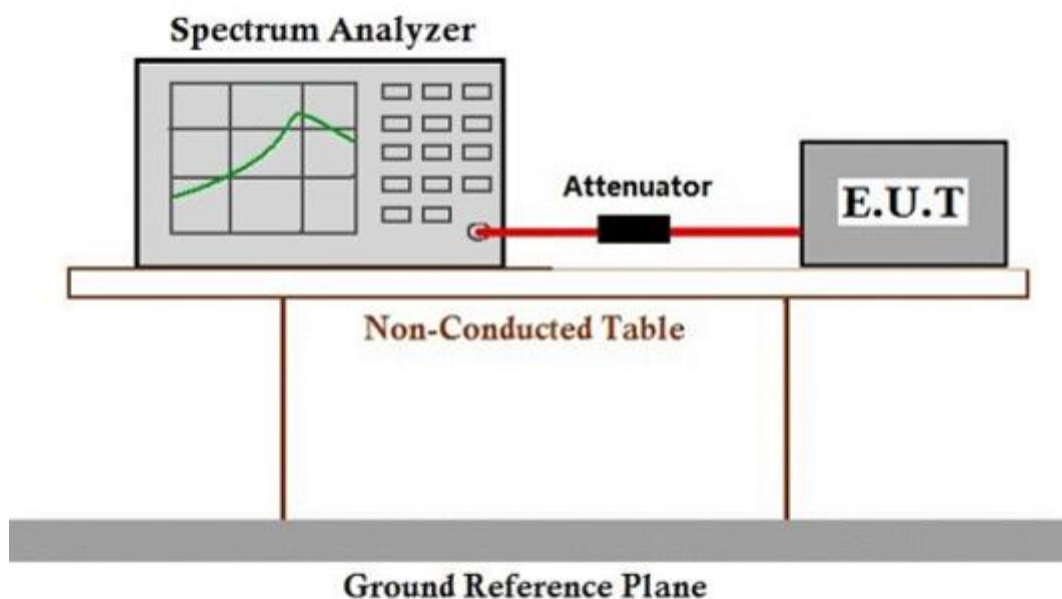 Spectrum Analyzer
Attenuator
E.U.T
Non-Conducted Table
Ground Reference Plane